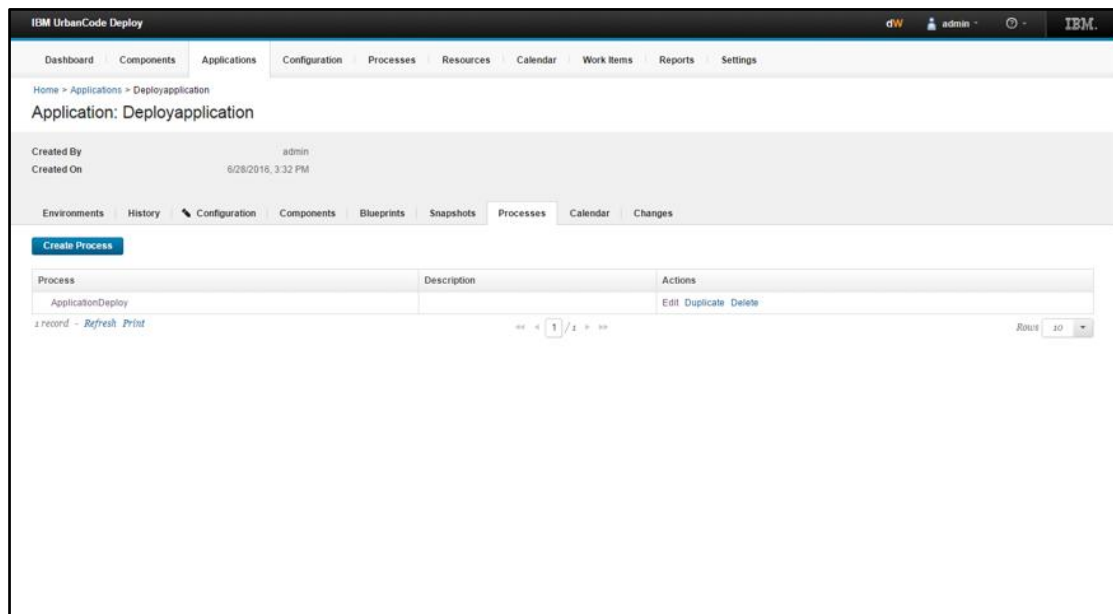 IBM UrbanCode Deploy dW admin IBM.
Dashboard Components Applications Configuration Processes Resources Calendar Work Items Reports Settings
Home > Applications > Deployapplication
Application: Deployapplication
Created By admin
Created On 6/28/2016, 3:32 PM
Environments History Configuration Components Blueprints Snapshots Processes Calendar Changes
Create Process
Process Description Actions
ApplicationDeploy Edit Duplicate Delete
1 record - Refresh Print 1 / 1 Rows 10